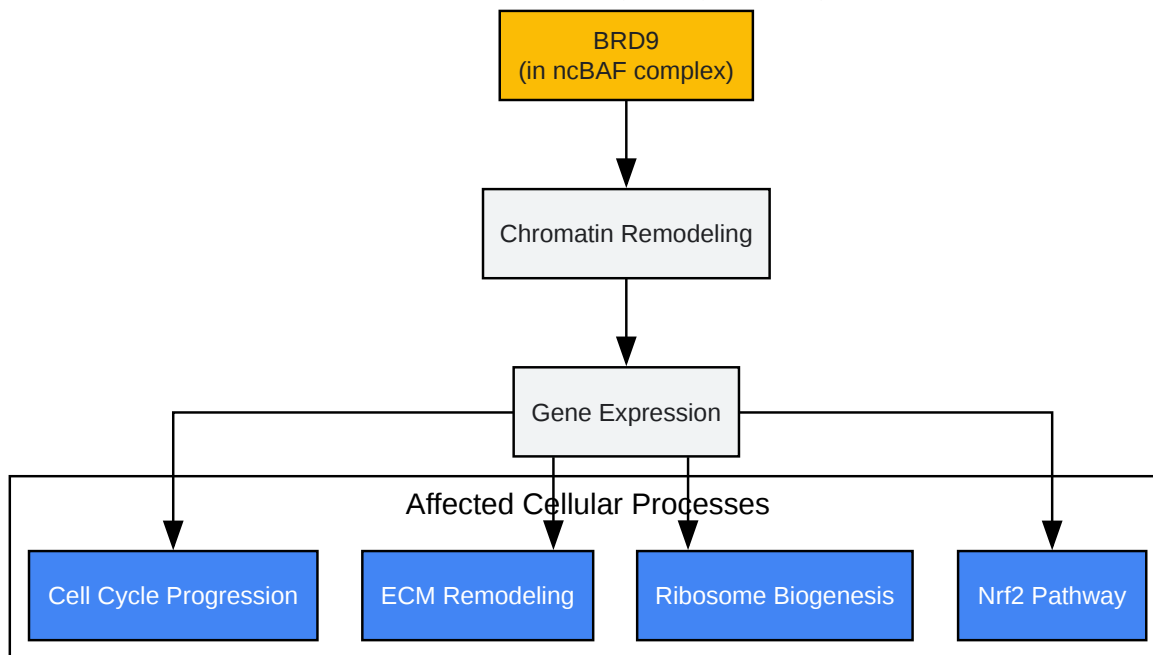 BRD9
(in ncBAF complex)
Chromatin Remodeling
Gene Expression
Affected Cellular Processes
Cell Cycle Progression
ECM Remodeling
Ribosome Biogenesis
Nrf2 Pathway